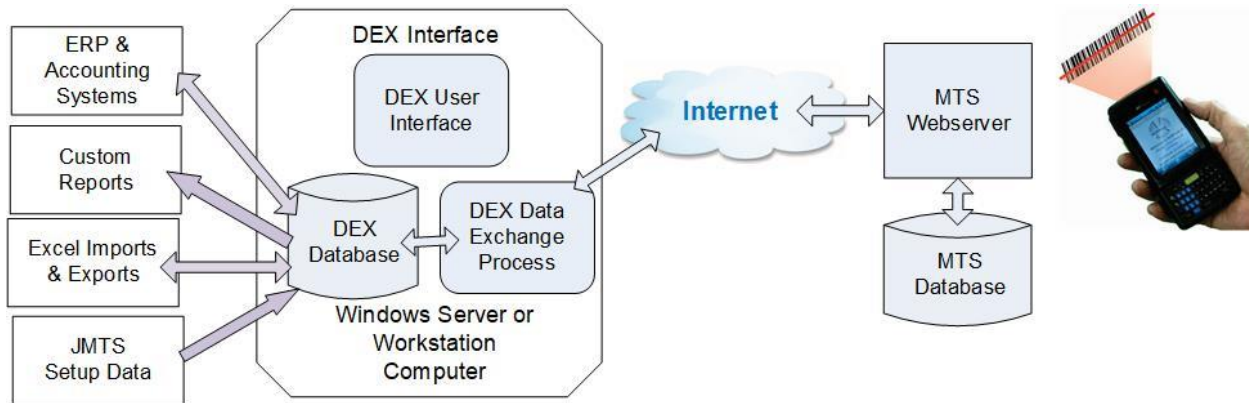 ERP &
Accounting
Systems
Custom
Reports
Excel Imports
& Exports
JMTS
Setup Data
DEX Interface
DEX User
Interface
DEX
Database
DEX Data
Exchange
Process
Windows Server or
Workstation
Computer
Internet
MTS
Webserver
MTS
Database